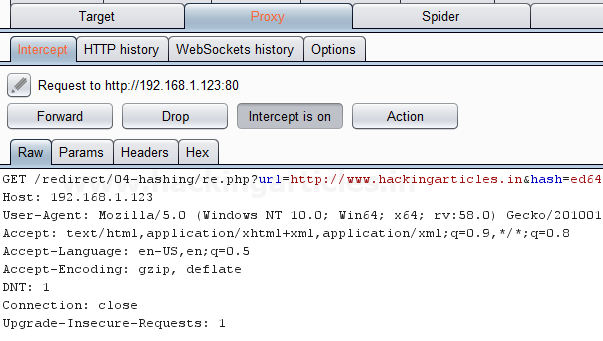 Target Proxy Spider
Intercept HTTP history WebSockets history Options
Request to http://192.168.1.123:80
Forward Drop Intercept is on Action
Raw Params Headers Hex
GET /redirect/04-hashing/re.php?url=http://www.hackingarticles.in&hash=ed64
Host: 192.168.1.123
User-Agent: Mozilla/5.0 (Windows NT 10.0; Win64; x64; rv:58.0) Gecko/201001
Accept: text/html,application/xhtml+xml,application/xml;q=0.9,*/*;q=0.8
Accept-Language: en-US,en;q=0.5
Accept-Encoding: gzip, deflate
DNT: 1
Connection: close
Upgrade-Insecure-Requests: 1